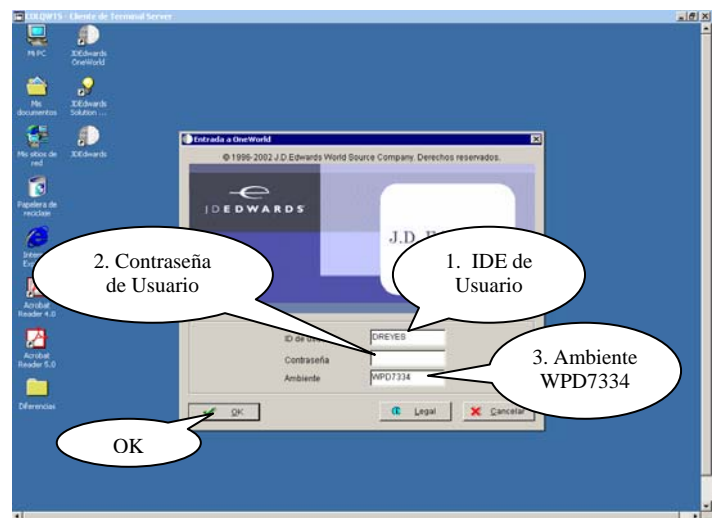 - Cliente de Terminal Server
Mi PC
JDEdwards
OneWorld
Mis
documentos
JDEdwards
Solution ...
Mis sitios de
red
JDEdwards
Papelera de
reciclaje
Acrobat
Reader 4.0
Acrobat
Reader 5.0
Diferencias
Entrada a OneWorld
© 1996-2002 J.D.Edwards World Source Company. Derechos reservados.
JDEDWARDS
J.D.
2. Contraseña
de Usuario
1. IDE de
Usuario
ID de
DREYES
Contraseña
Ambiente
WPD7334
3. Ambiente
WPD7334
OK
Legal
Cancelar
OK